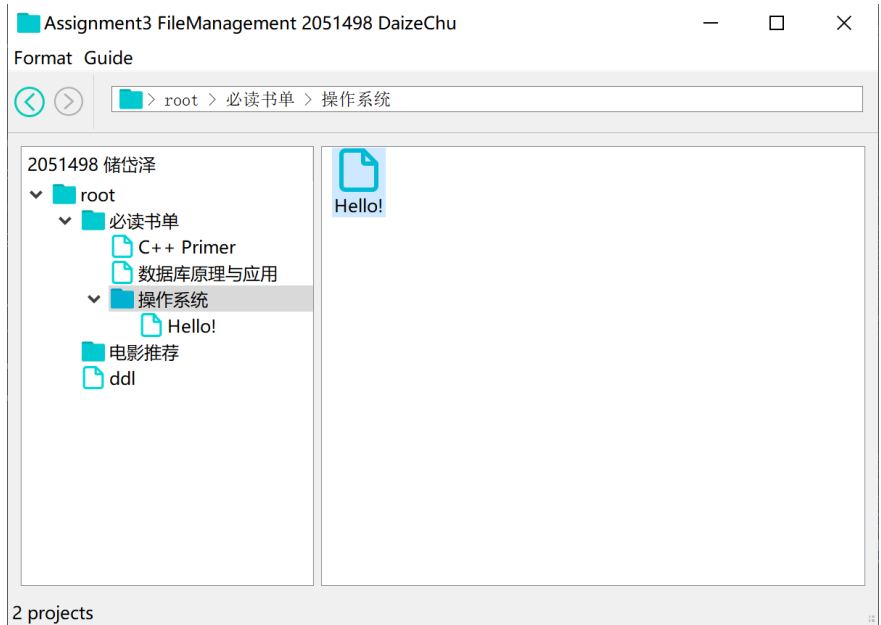 Assignment3 FileManagement 2051498 DaizeChu
Format Guide
> root > 必读书单 > 操作系统
2051498 储岱泽
root
必读书单
C++ Primer
数据库原理与应用
操作系统
Hello!
电影推荐
ddl
Hello!
2 projects